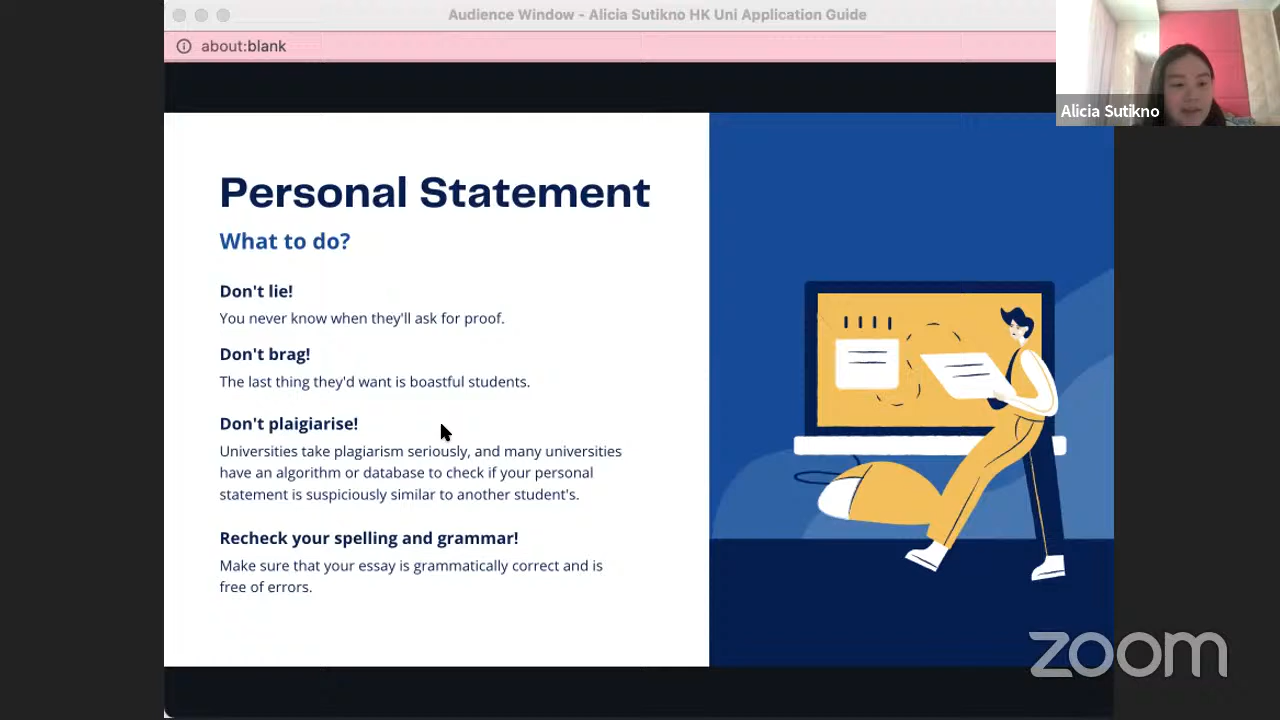 Audience Window - Alicia Sutikno HK Uni Application Guide
about:blank
Alicia Sutikno
Personal Statement
What to do?
Don't lie!
You never know when they'll ask for proof.
Don't brag!
The last thing they'd want is boastful students.
Don't plaigiarise!
Universities take plagiarism seriously, and many universities
have an algorithm or database to check if your personal
statement is suspiciously similar to another student's.
Recheck your spelling and grammar!
Make sure that your essay is grammatically correct and is
free of errors.
zoom